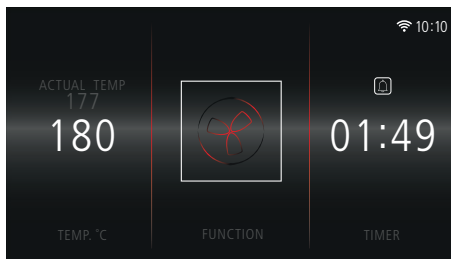 10:10
ACTUAL TEMP
177
180
01:49
TEMP. °C
FUNCTION
TIMER